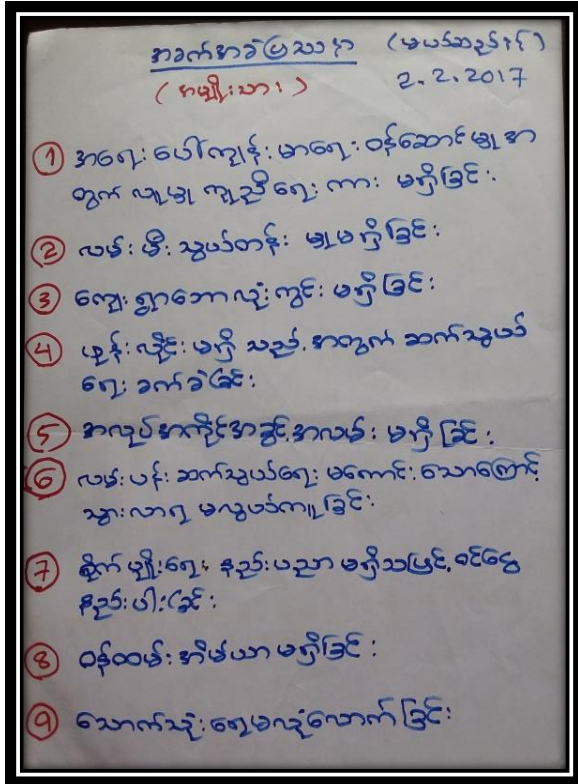 အခက်အခဲပြဿနာ (မပယ်ဆည်ရွာ)
(အမျိုးသား) 2.2.2017
① အရေးပေါ်ကျန်းမာရေးဝန်ဆောင်မှုအာ
တွက် လူမှုကူညီရေးကား မရှိခြင်း
② လမ်းမီးသွယ်တန်းမှုမရှိခြင်း
③ ကျေးရွာဘောလုံးကွင်း မရှိခြင်း
④ ဖုန်းလိုင်းမရှိသည့်အတွက် ဆက်သွယ်
ရေးခက်ခဲခြင်း
⑤ အလုပ်အကိုင်အခွင့်အလမ်း မရှိခြင်း
⑥ လမ်းပန်းဆက်သွယ်ရေးမကောင်းသောကြောင့်
သွားလာရ မလွယ်ကူခြင်း
⑦ စိုက်ပျိုးရေးနည်းပညာမရှိသဖြင့်ဝင်ငွေ
နည်းပါးခြင်း
⑧ ဝန်ထမ်းအိမ်ယာမရှိခြင်း
⑨ သောက်သုံးရေမလုံလောက်ခြင်း